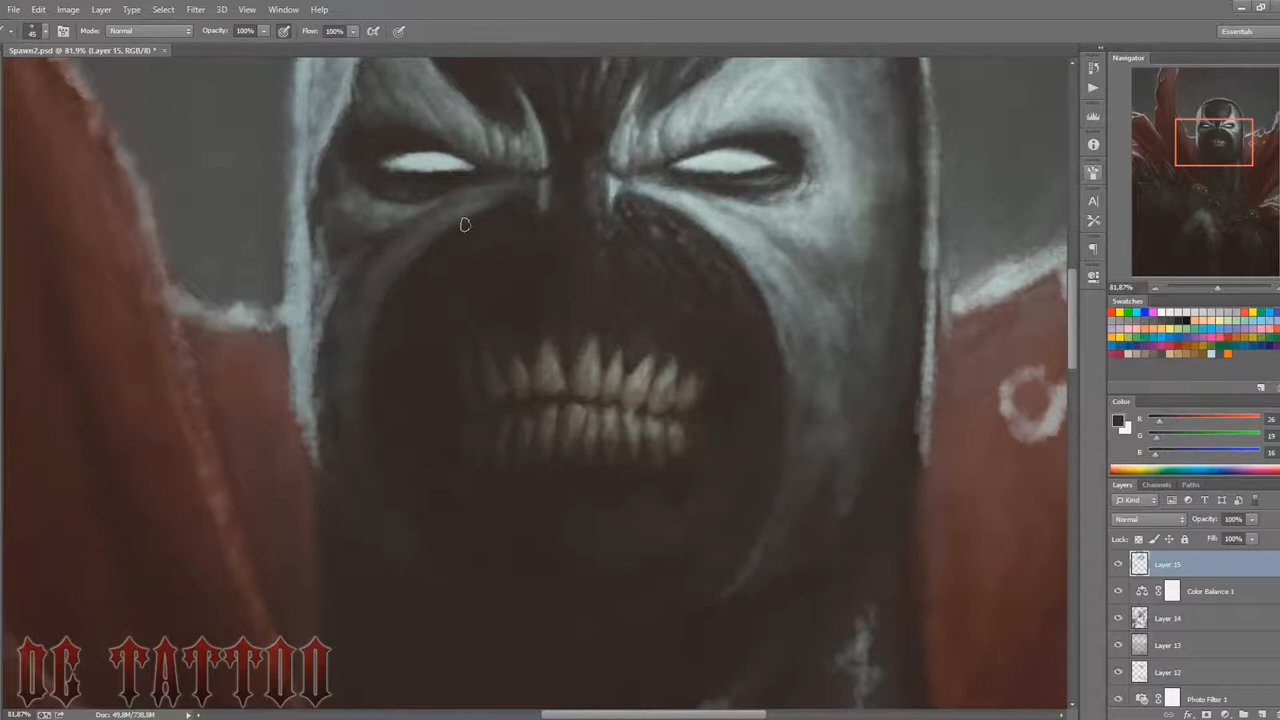 File Edit Image Layer Type Select Filter 3D View Window Help
45 Mode: Normal Opacity: 100% Flow: 100% Essentials
Spawn2.psd @ 81,9% (Layer 15, RGB/8) * ×
Navigator
81.87%
Swatches
Color
R 26
G 19
B 16
Layers Channels Paths
Kind
Normal Opacity: 100%
Lock: Fill: 100%
Layer 15
Color Balance 1
Layer 14
Layer 13
Layer 12
Photo Filter 1
DC TATTOO
81,87% Doc: 49,8M/738,8M